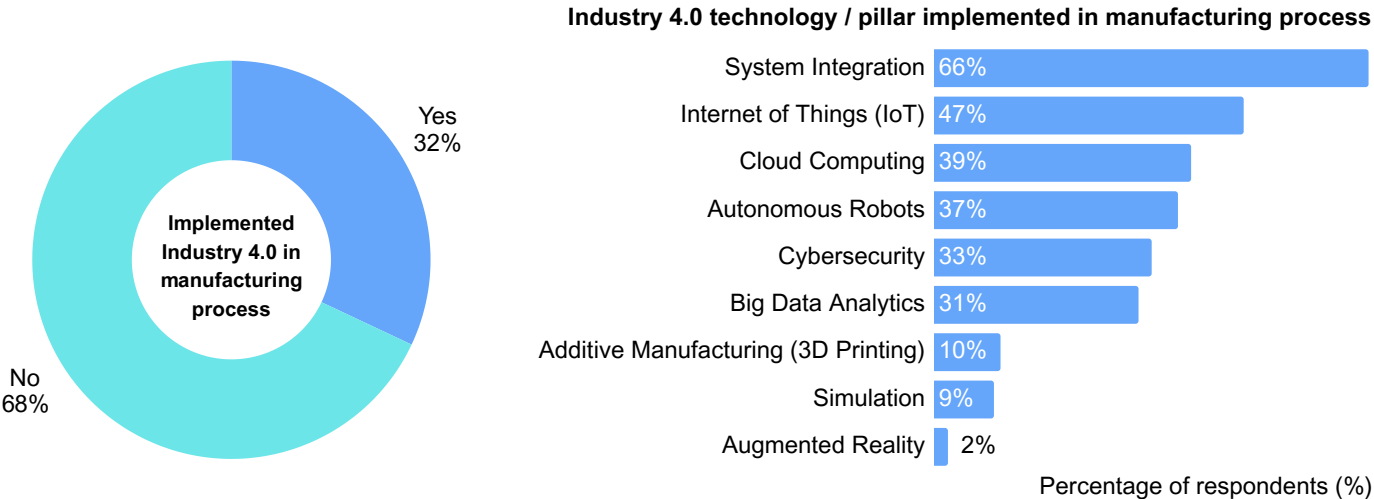 Yes
32%
Implemented
Industry 4.0 in
manufacturing
process
No
68%
Industry 4.0 technology / pillar implemented in manufacturing process
System Integration 66%
Internet of Things (IoT) 47%
Cloud Computing 39%
Autonomous Robots 37%
Cybersecurity 33%
Big Data Analytics 31%
Additive Manufacturing (3D Printing) 10%
Simulation 9%
Augmented Reality 2%
Percentage of respondents (%)